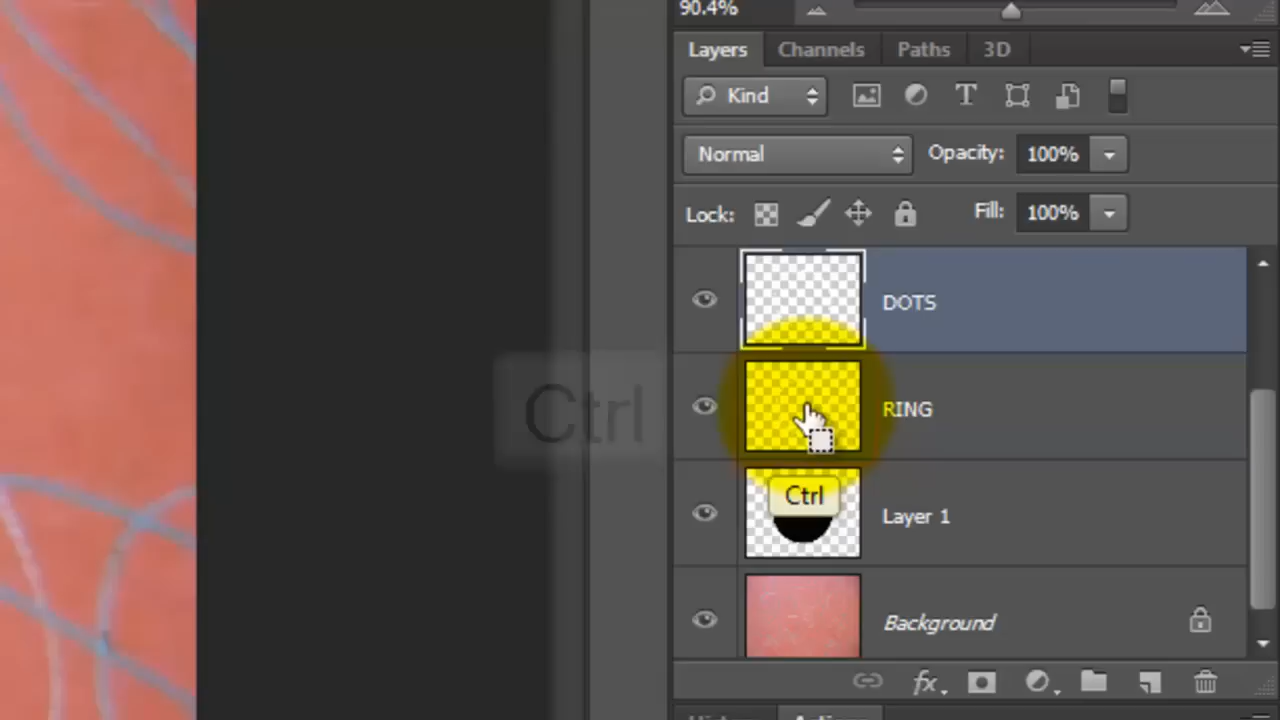 90.4%
Layers Channels Paths 3D
Kind
Normal Opacity: 100%
Lock: Fill: 100%
DOTS
Ctrl
RING
Ctrl
Layer 1
Background
fx